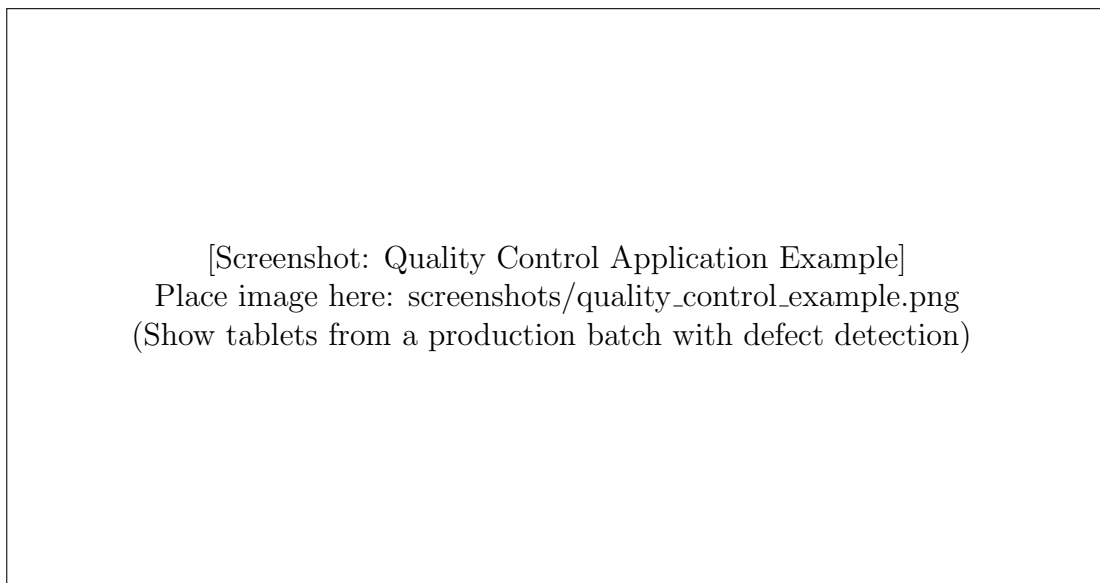 [Screenshot: Quality Control Application Example]
Place image here: screenshots/quality_control_example.png
(Show tablets from a production batch with defect detection)